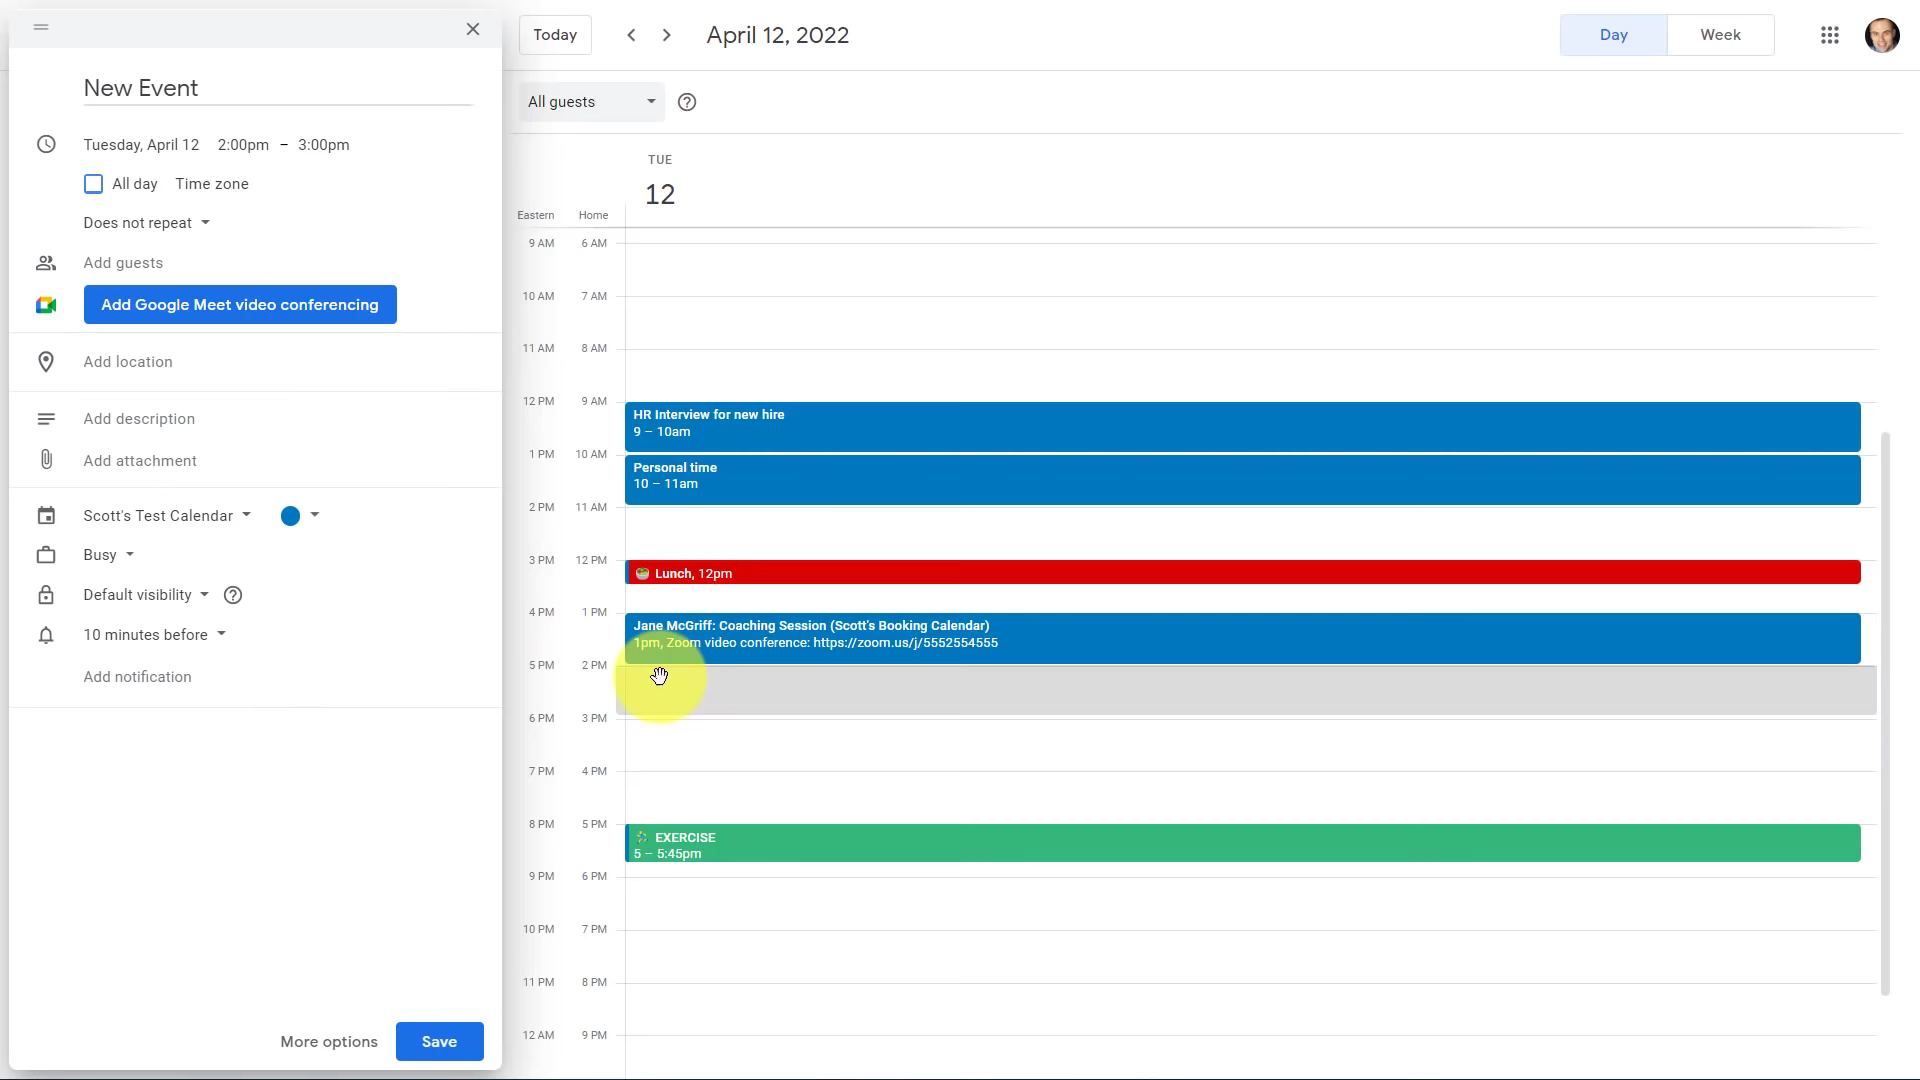 New Event
Tuesday, April 12 2:00pm – 3:00pm
All day Time zone
Does not repeat
Add guests
Add Google Meet video conferencing
Add location
Add description
Add attachment
Scott's Test Calendar
Busy
Default visibility
10 minutes before
Add notification
More options Save
Today April 12, 2022 Day Week
All guests
TUE
12
Eastern Home
9 AM 6 AM
10 AM 7 AM
11 AM 8 AM
12 PM 9 AM
HR Interview for new hire
9 – 10am
1 PM 10 AM
Personal time
10 – 11am
2 PM 11 AM
3 PM 12 PM
Lunch, 12pm
4 PM 1 PM
Jane McGriff: Coaching Session (Scott's Booking Calendar)
1pm, Zoom video conference: https://zoom.us/j/5552554555
5 PM 2 PM
6 PM 3 PM
7 PM 4 PM
8 PM 5 PM
EXERCISE
5 – 5:45pm
9 PM 6 PM
10 PM 7 PM
11 PM 8 PM
12 AM 9 PM